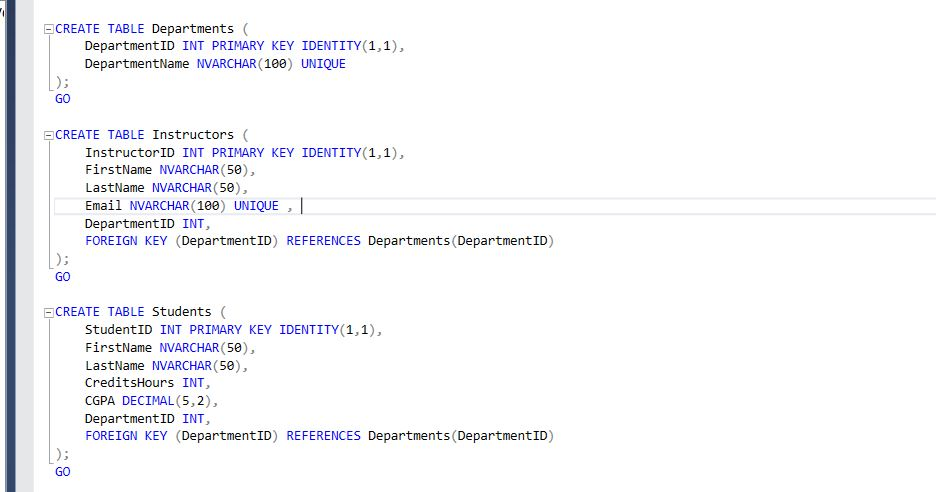 CREATE TABLE Departments (
DepartmentID INT PRIMARY KEY IDENTITY(1,1),
DepartmentName NVARCHAR(100) UNIQUE
);
GO
CREATE TABLE Instructors (
InstructorID INT PRIMARY KEY IDENTITY(1,1),
FirstName NVARCHAR(50),
LastName NVARCHAR(50),
Email NVARCHAR(100) UNIQUE ,
DepartmentID INT,
FOREIGN KEY (DepartmentID) REFERENCES Departments(DepartmentID)
);
GO
CREATE TABLE Students (
StudentID INT PRIMARY KEY IDENTITY(1,1),
FirstName NVARCHAR(50),
LastName NVARCHAR(50),
CreditsHours INT,
CGPA DECIMAL(5,2),
DepartmentID INT,
FOREIGN KEY (DepartmentID) REFERENCES Departments(DepartmentID)
);
GO